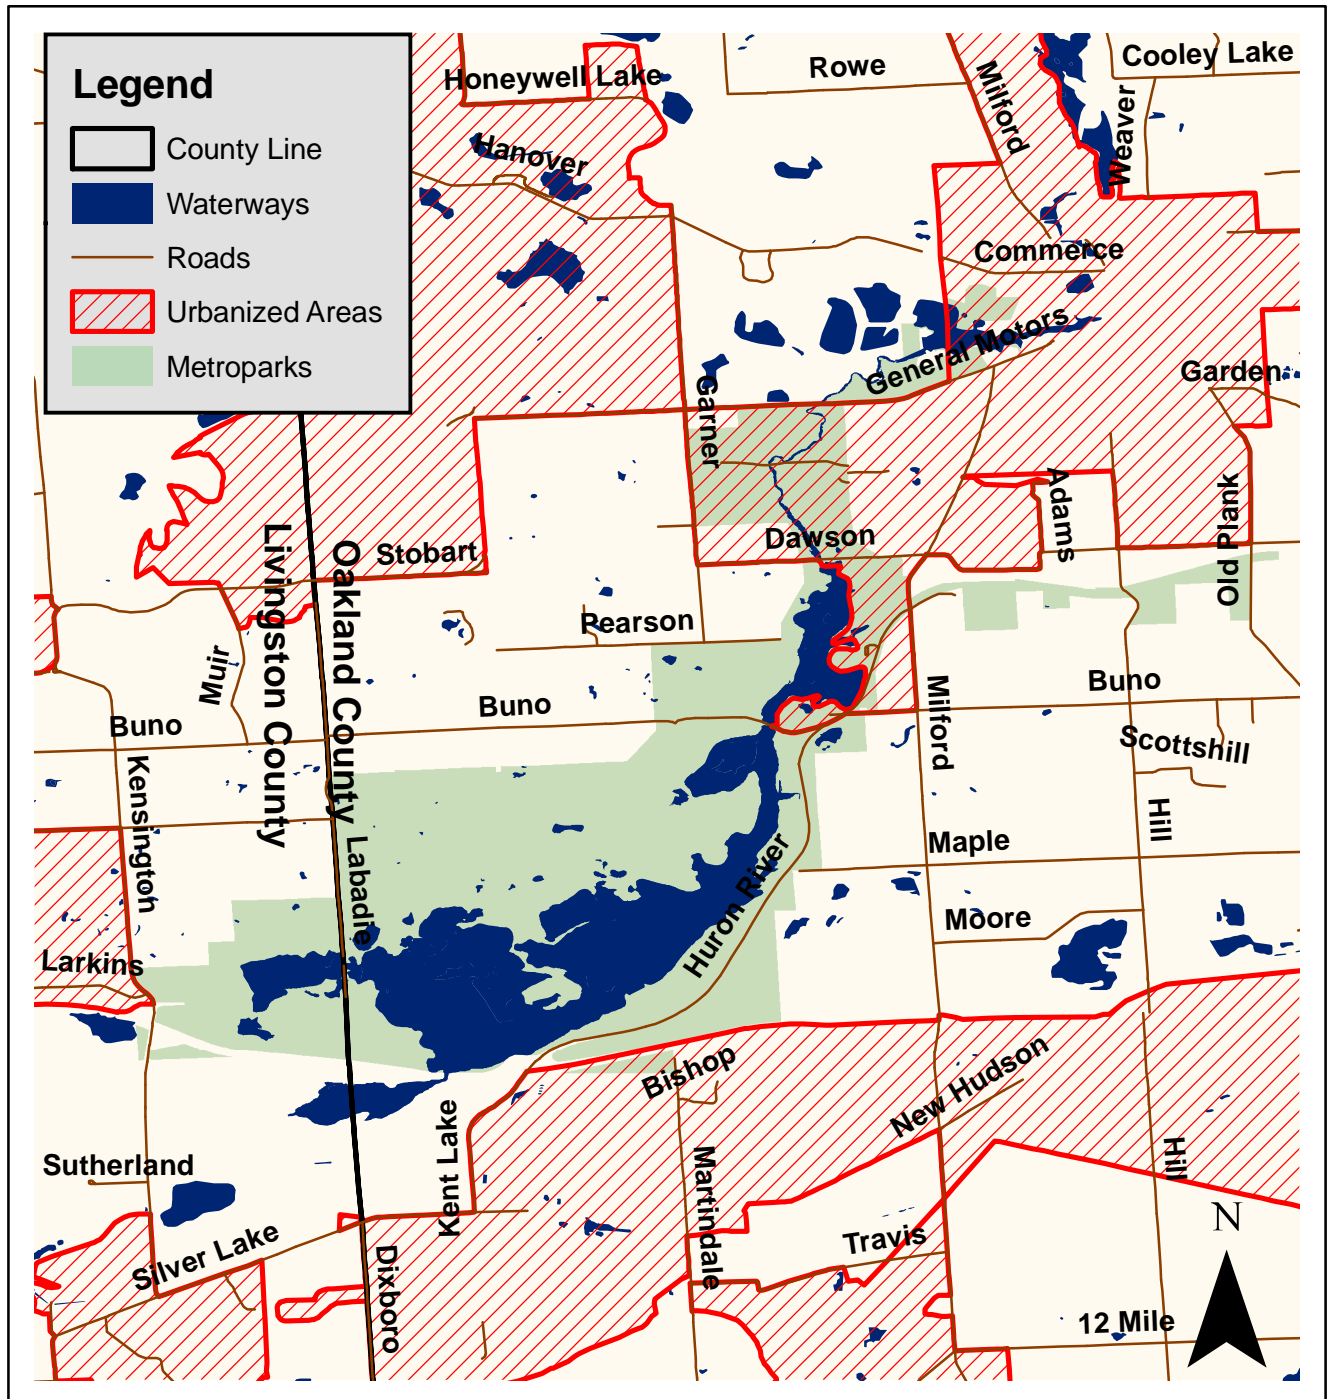 Legend
County Line
Waterways
Roads
Urbanized Areas
Metroparks
Honeywell Lake
Rowe
Milford
Cooley Lake
Weaver
Hanover
Commerce
General Motors
Garden
Garner
Adams
Old Plank
Dawson
Stobart
Livingston County
Oakland County
Pearson
Muir
Buno
Buno
Buno
Milford
Scottshill
Kensington
Labadie
Hill
Maple
Huron River
Moore
Larkins
Bishop
New Hudson
Kent Lake
Martindale
Hill
Sutherland
N
Silver Lake
Travis
Dixboro
12 Mile